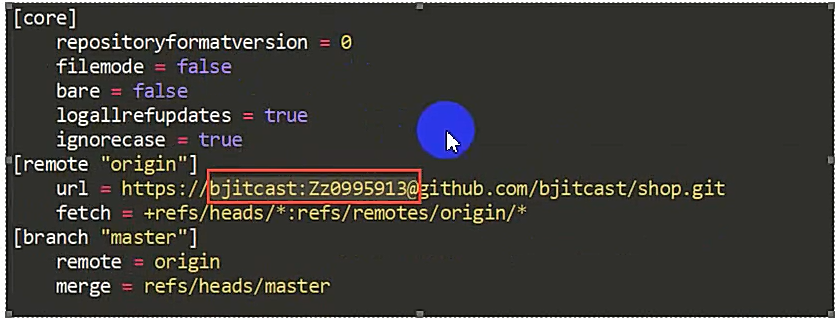 [core]
repositoryformatversion = 0
filemode = false
bare = false
logallrefupdates = true
ignorecase = true
[remote "origin"]
url = https://bjitcast:Zz0995913@github.com/bjitcast/shop.git
fetch = +refs/heads/*:refs/remotes/origin/*
[branch "master"]
remote = origin
merge = refs/heads/master